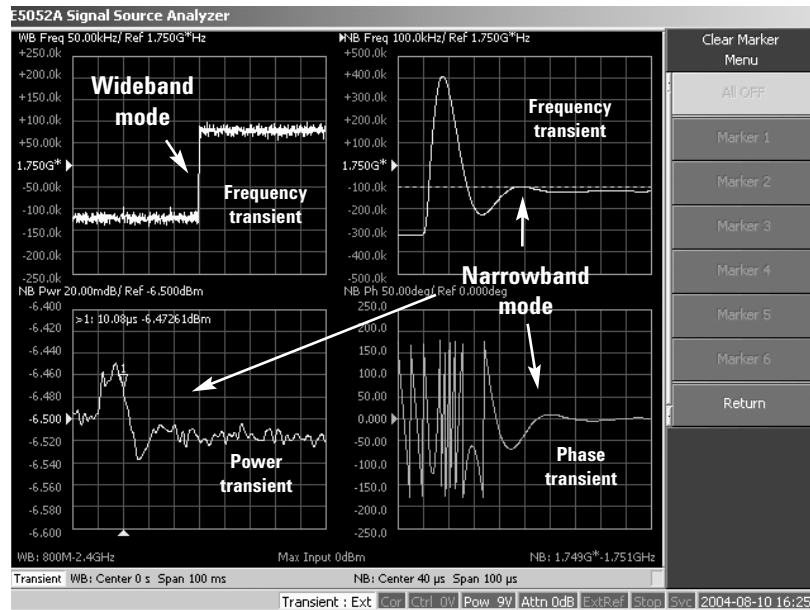 E5052A Signal Source Analyzer
WB Freq 50.00kHz/ Ref 1.750G*Hz
+250.0k
+200.0k
+150.0k
+100.0k
+50.00k
1.750G*
-50.00k
-100.0k
-150.0k
-200.0k
-250.0k
Wideband
mode
Frequency
transient
NB Freq 100.0kHz/ Ref 1.750G*Hz
+500.0k
+400.0k
+300.0k
+200.0k
+100.0k
1.750G*
-100.0k
-200.0k
-300.0k
-400.0k
-500.0k
Frequency
transient
NB Pwr 20.00mdB/ Ref -6.500dBm
-6.400
-6.420
-6.440
-6.460
-6.480
-6.500
-6.520
-6.540
-6.560
-6.580
-6.600
>1: 10.08µs -6.47261dBm
1
Power
transient
Narrowband
mode
NB Ph 50.00deg/ Ref 0.000deg
250.0
200.0
150.0
100.0
50.00
0.000
-50.00
-100.0
-150.0
-200.0
-250.0
Phase
transient
WB: 800M-2.4GHz
Max Input 0dBm
NB: 1.749G*-1.751GHz
Transient WB: Center 0 s Span 100 ms
NB: Center 40 µs Span 100 µs
Transient : Ext Cor Ctrl 0V Pow 9V Attn 0dB ExtRef Stop Svc 2004-08-10 16:25
Clear Marker
Menu
All OFF
Marker 1
Marker 2
Marker 3
Marker 4
Marker 5
Marker 6
Return